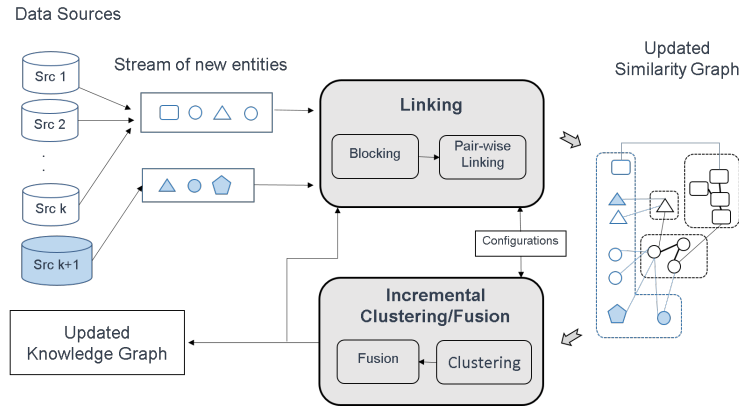 Data Sources
Src 1
Src 2
.
.
Src k
Src k+1
Stream of new entities
Linking
Blocking
Pair-wise
Linking
Updated
Similarity Graph
Configurations
Incremental
Clustering/Fusion
Fusion
Clustering
Updated
Knowledge Graph